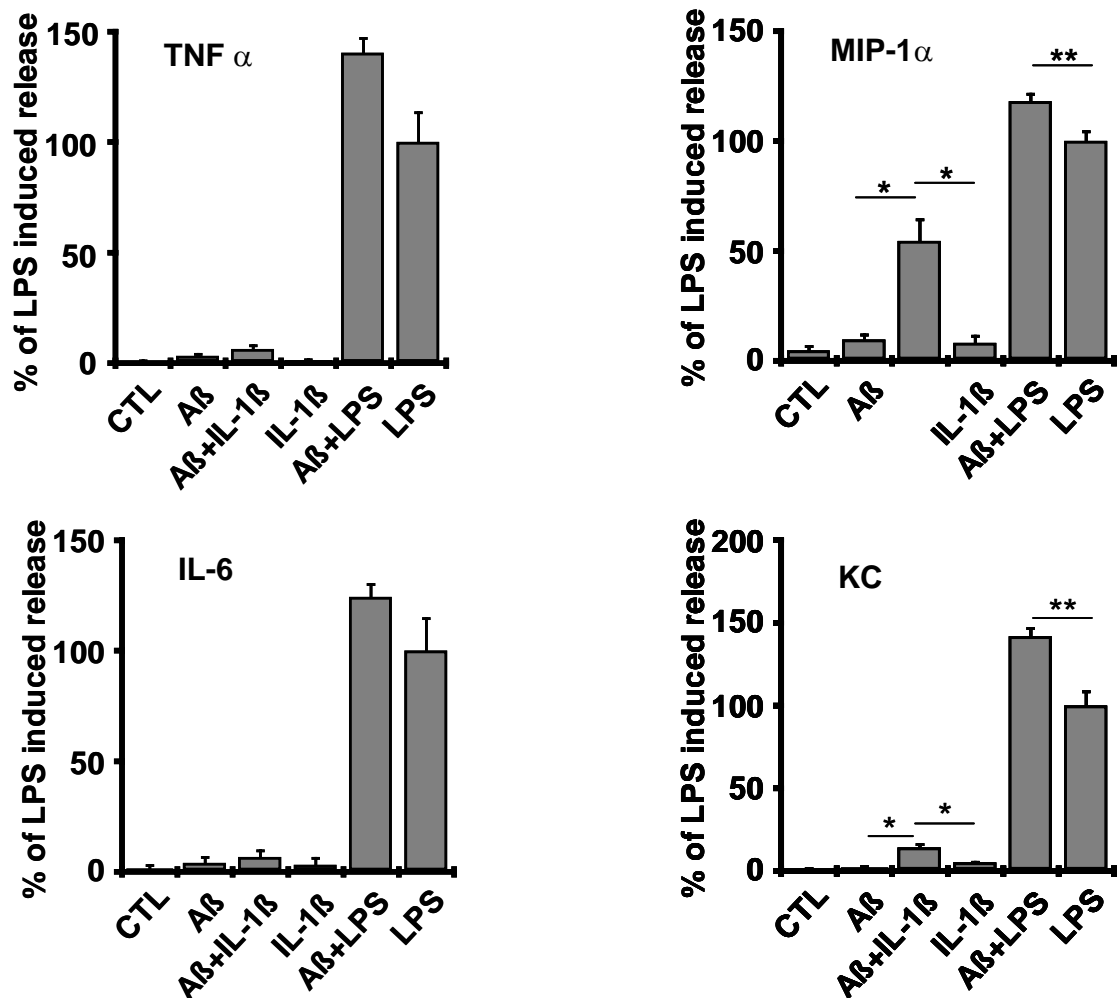 % of LPS induced release
TNF α
150
100
50
0
CTL
Aß
Aß+IL-1ß
IL-1ß
Aß+LPS
LPS
% of LPS induced release
MIP-1α
150
100
50
0
*
*
**
CTL
Aß
IL-1ß
Aß+LPS
LPS
% of LPS induced release
IL-6
150
100
50
0
CTL
Aß
Aß+IL-1ß
IL-1ß
Aß+LPS
LPS
% of LPS induced release
KC
200
150
100
50
0
*
*
**
CTL
Aß
Aß+IL-1ß
IL-1ß
Aß+LPS
LPS